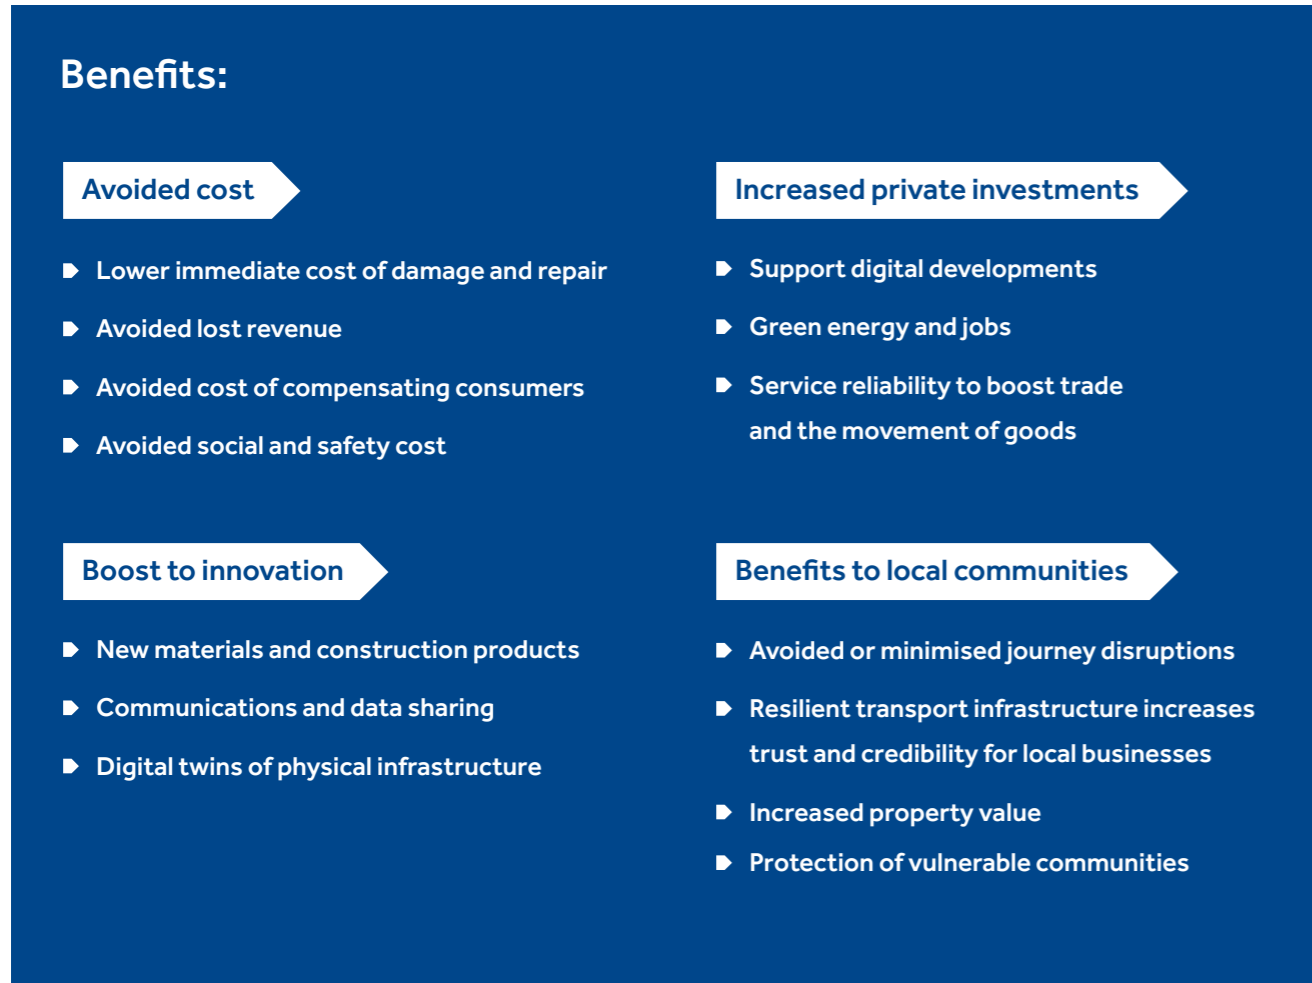 Benefits:
Avoided cost
Lower immediate cost of damage and repair
Avoided lost revenue
Avoided cost of compensating consumers
Avoided social and safety cost
Increased private investments
Support digital developments
Green energy and jobs
Service reliability to boost trade
and the movement of goods
Boost to innovation
New materials and construction products
Communications and data sharing
Digital twins of physical infrastructure
Benefits to local communities
Avoided or minimised journey disruptions
Resilient transport infrastructure increases
trust and credibility for local businesses
Increased property value
Protection of vulnerable communities